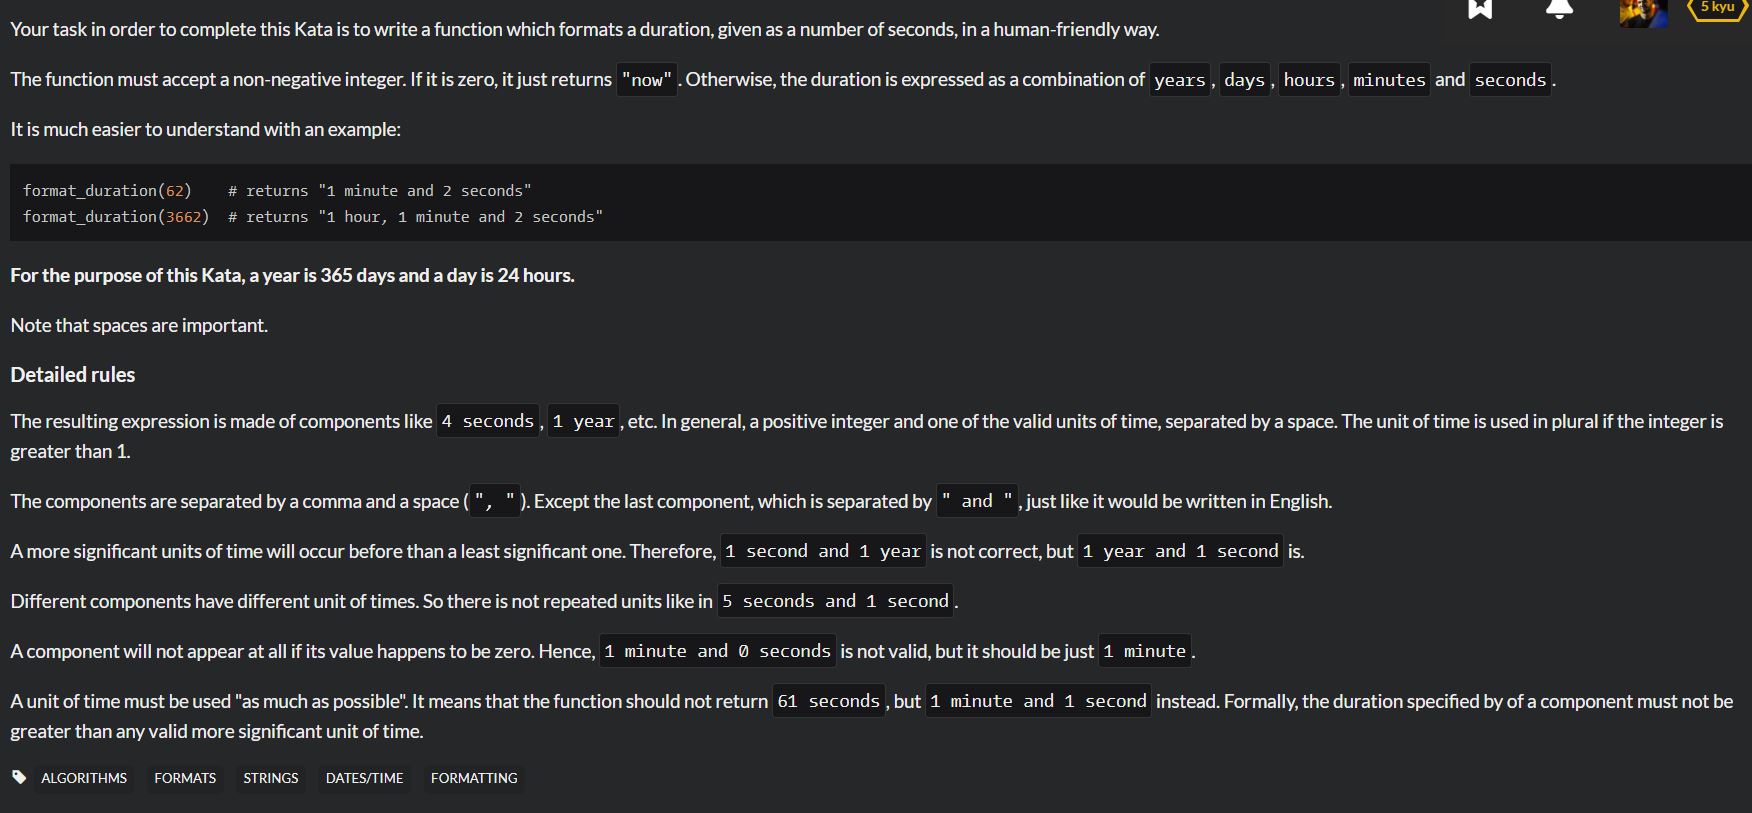 5 kyu
Your task in order to complete this Kata is to write a function which formats a duration, given as a number of seconds, in a human-friendly way.
The function must accept a non-negative integer. If it is zero, it just returns "now". Otherwise, the duration is expressed as a combination of years, days, hours, minutes and seconds.
It is much easier to understand with an example:
format_duration(62)    # returns "1 minute and 2 seconds"
format_duration(3662)  # returns "1 hour, 1 minute and 2 seconds"
For the purpose of this Kata, a year is 365 days and a day is 24 hours.
Note that spaces are important.
Detailed rules
The resulting expression is made of components like 4 seconds, 1 year, etc. In general, a positive integer and one of the valid units of time, separated by a space. The unit of time is used in plural if the integer is
greater than 1.
The components are separated by a comma and a space (", "). Except the last component, which is separated by " and ", just like it would be written in English.
A more significant units of time will occur before than a least significant one. Therefore, 1 second and 1 year is not correct, but 1 year and 1 second is.
Different components have different unit of times. So there is not repeated units like in 5 seconds and 1 second.
A component will not appear at all if its value happens to be zero. Hence, 1 minute and 0 seconds is not valid, but it should be just 1 minute.
A unit of time must be used "as much as possible". It means that the function should not return 61 seconds, but 1 minute and 1 second instead. Formally, the duration specified by of a component must not be
greater than any valid more significant unit of time.
ALGORITHMS FORMATS STRINGS DATES/TIME FORMATTING